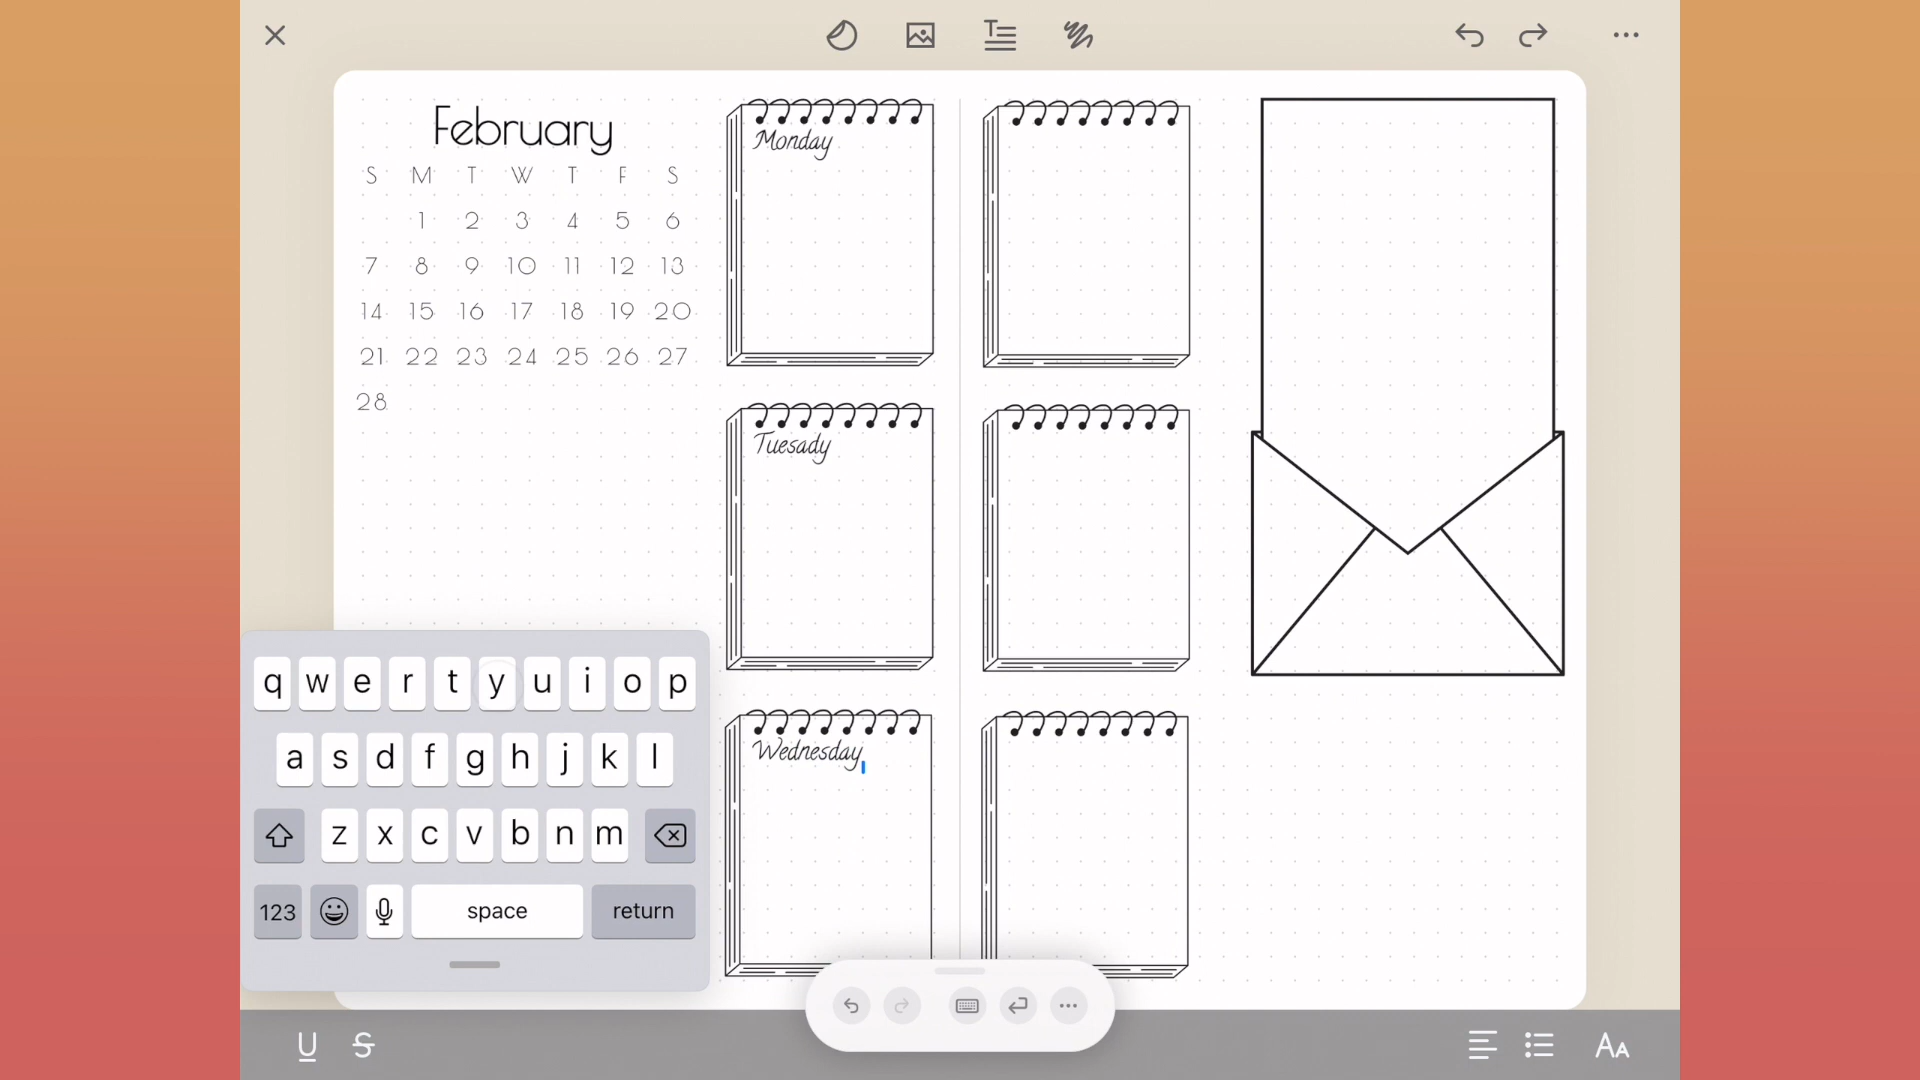 February
S M T W T F S
1 2 3 4 5 6
7 8 9 10 11 12 13
14 15 16 17 18 19 20
21 22 23 24 25 26 27
28
Monday
Tuesady
Wednesday
q w e r t y u i o p
a s d f g h j k l
z x c v b n m
123 space return
U S AA